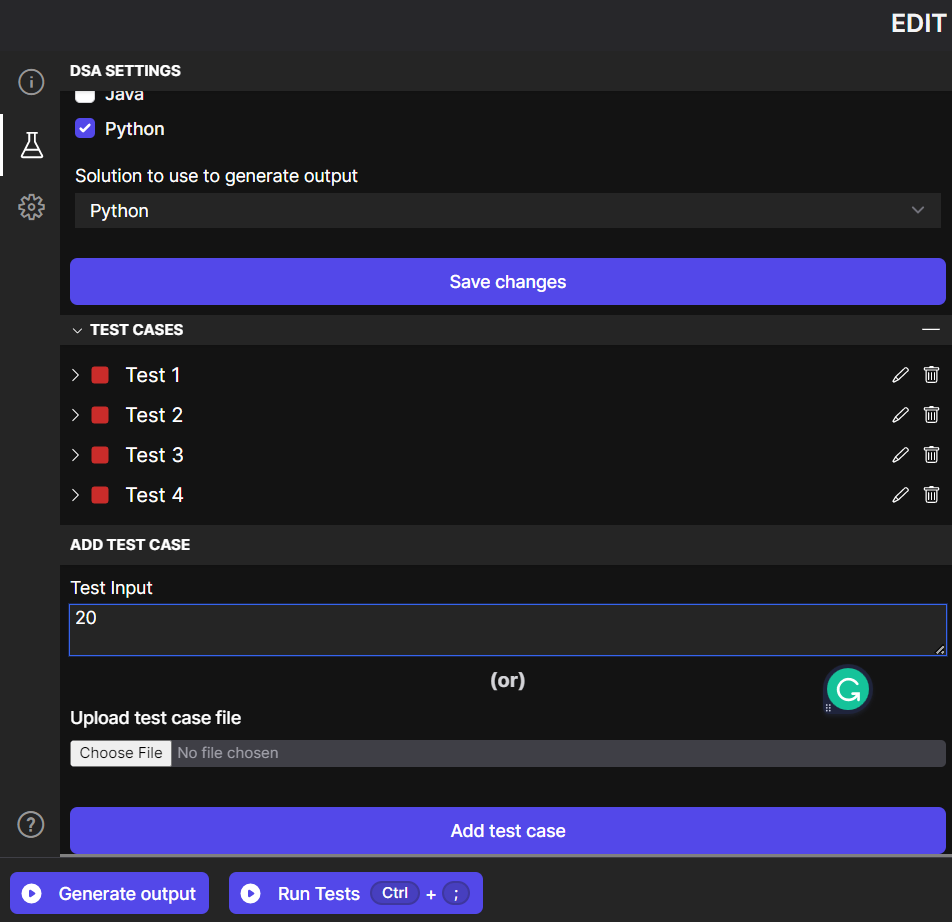 EDIT
DSA SETTINGS
Java
Python
Solution to use to generate output
Python
Save changes
TEST CASES
Test 1
Test 2
Test 3
Test 4
ADD TEST CASE
Test Input
20
(or)
Upload test case file
Choose File No file chosen
Add test case
Generate output Run Tests Ctrl + ;